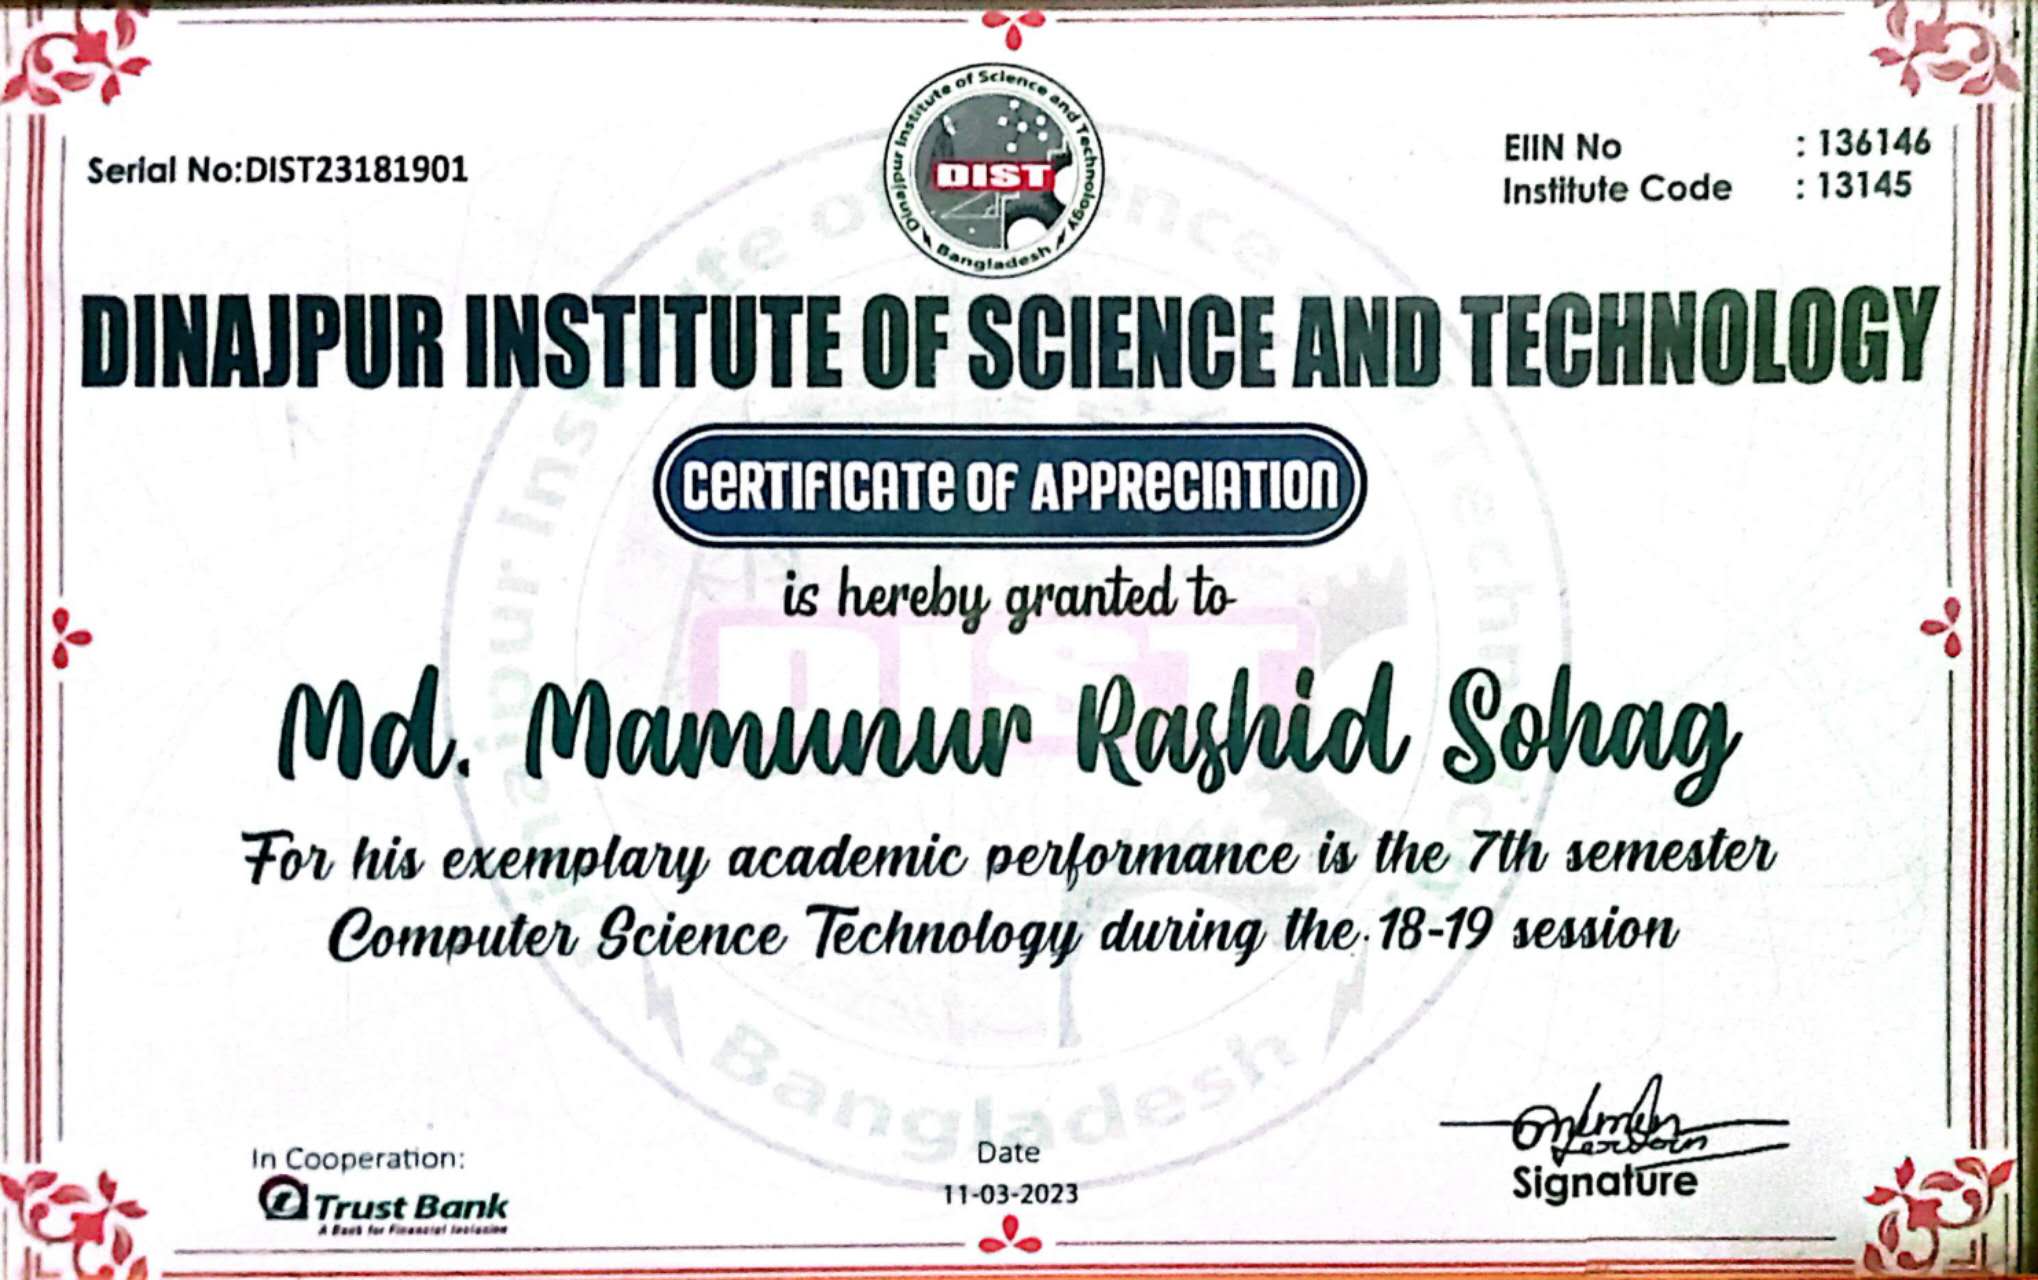 Dinajpur Institute of Science and Technology
DIST
Bangladesh
Serial No:DIST23181901
EIIN No : 136146
Institute Code : 13145
DINAJPUR INSTITUTE OF SCIENCE AND TECHNOLOGY
CERTIFICATE OF APPRECIATION
is hereby granted to
Md. Mamunur Rashid Sohag
For his exemplary academic performance is the 7th semester
Computer Science Technology during the 18-19 session
In Cooperation:
Trust Bank
A Bank for Financial Inclusion
Date
11-03-2023
Signature